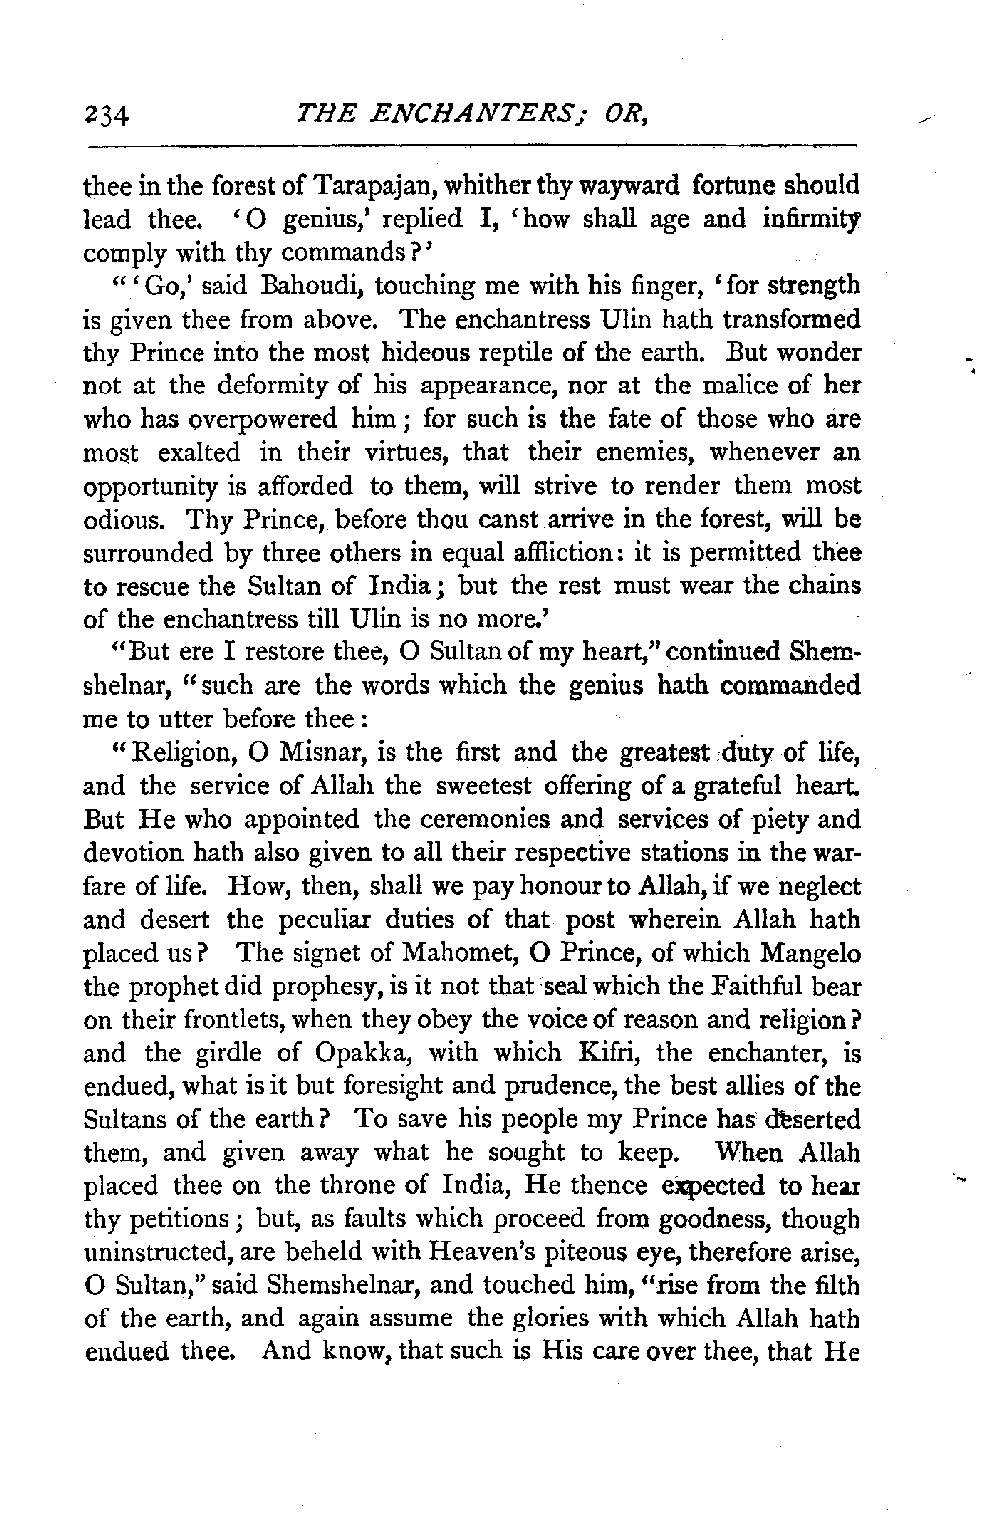 234 THE ENCHANTERS; OR,
thee in the forest of Tarapajan, whither thy wayward fortune should
lead thee. ‘O genius,’ replied I, ‘how shall age and infirmity
comply with thy commands?’
“‘Go,’ said Bahoudi, touching me with his finger, ‘for strength
is given thee from above. The enchantress Ulin hath transformed
thy Prince into the most hideous reptile of the earth. But wonder
not at the deformity of his appearance, nor at the malice of her
who has overpowered him; for such is the fate of those who are
most exalted in their virtues, that their enemies, whenever an
opportunity is afforded to them, will strive to render them most
odious. Thy Prince, before thou canst arrive in the forest, will be
surrounded by three others in equal affliction: it is permitted thee
to rescue the Sultan of India; but the rest must wear the chains
of the enchantress till Ulin is no more.’
“But ere I restore thee, O Sultan of my heart,” continued Shem-
shelnar, “such are the words which the genius hath commanded
me to utter before thee:
“Religion, O Misnar, is the first and the greatest duty of life,
and the service of Allah the sweetest offering of a grateful heart.
But He who appointed the ceremonies and services of piety and
devotion hath also given to all their respective stations in the war-
fare of life. How, then, shall we pay honour to Allah, if we neglect
and desert the peculiar duties of that post wherein Allah hath
placed us? The signet of Mahomet, O Prince, of which Mangelo
the prophet did prophesy, is it not that seal which the Faithful bear
on their frontlets, when they obey the voice of reason and religion?
and the girdle of Opakka, with which Kifri, the enchanter, is
endued, what is it but foresight and prudence, the best allies of the
Sultans of the earth? To save his people my Prince has deserted
them, and given away what he sought to keep. When Allah
placed thee on the throne of India, He thence expected to hear
thy petitions; but, as faults which proceed from goodness, though
uninstructed, are beheld with Heaven’s piteous eye, therefore arise,
O Sultan,” said Shemshelnar, and touched him, “rise from the filth
of the earth, and again assume the glories with which Allah hath
endued thee. And know, that such is His care over thee, that He